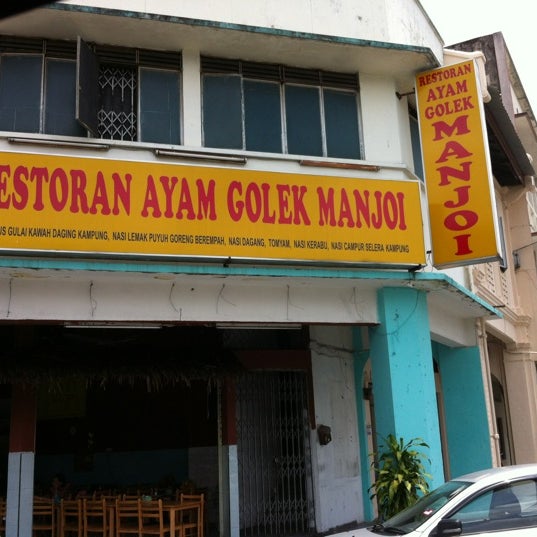 ESTORAN AYAM GOLEK MANJOI
GULAI KAWAH DAGING KAMPUNG, NASI LEMAK PUYUH GORENG BEREMPAH, NASI DAGANG, TOMYAM, NASI KERABU, NASI CAMPUR SELERA KAMPUNG
RESTORAN
AYAM
GOLEK
MANJOI